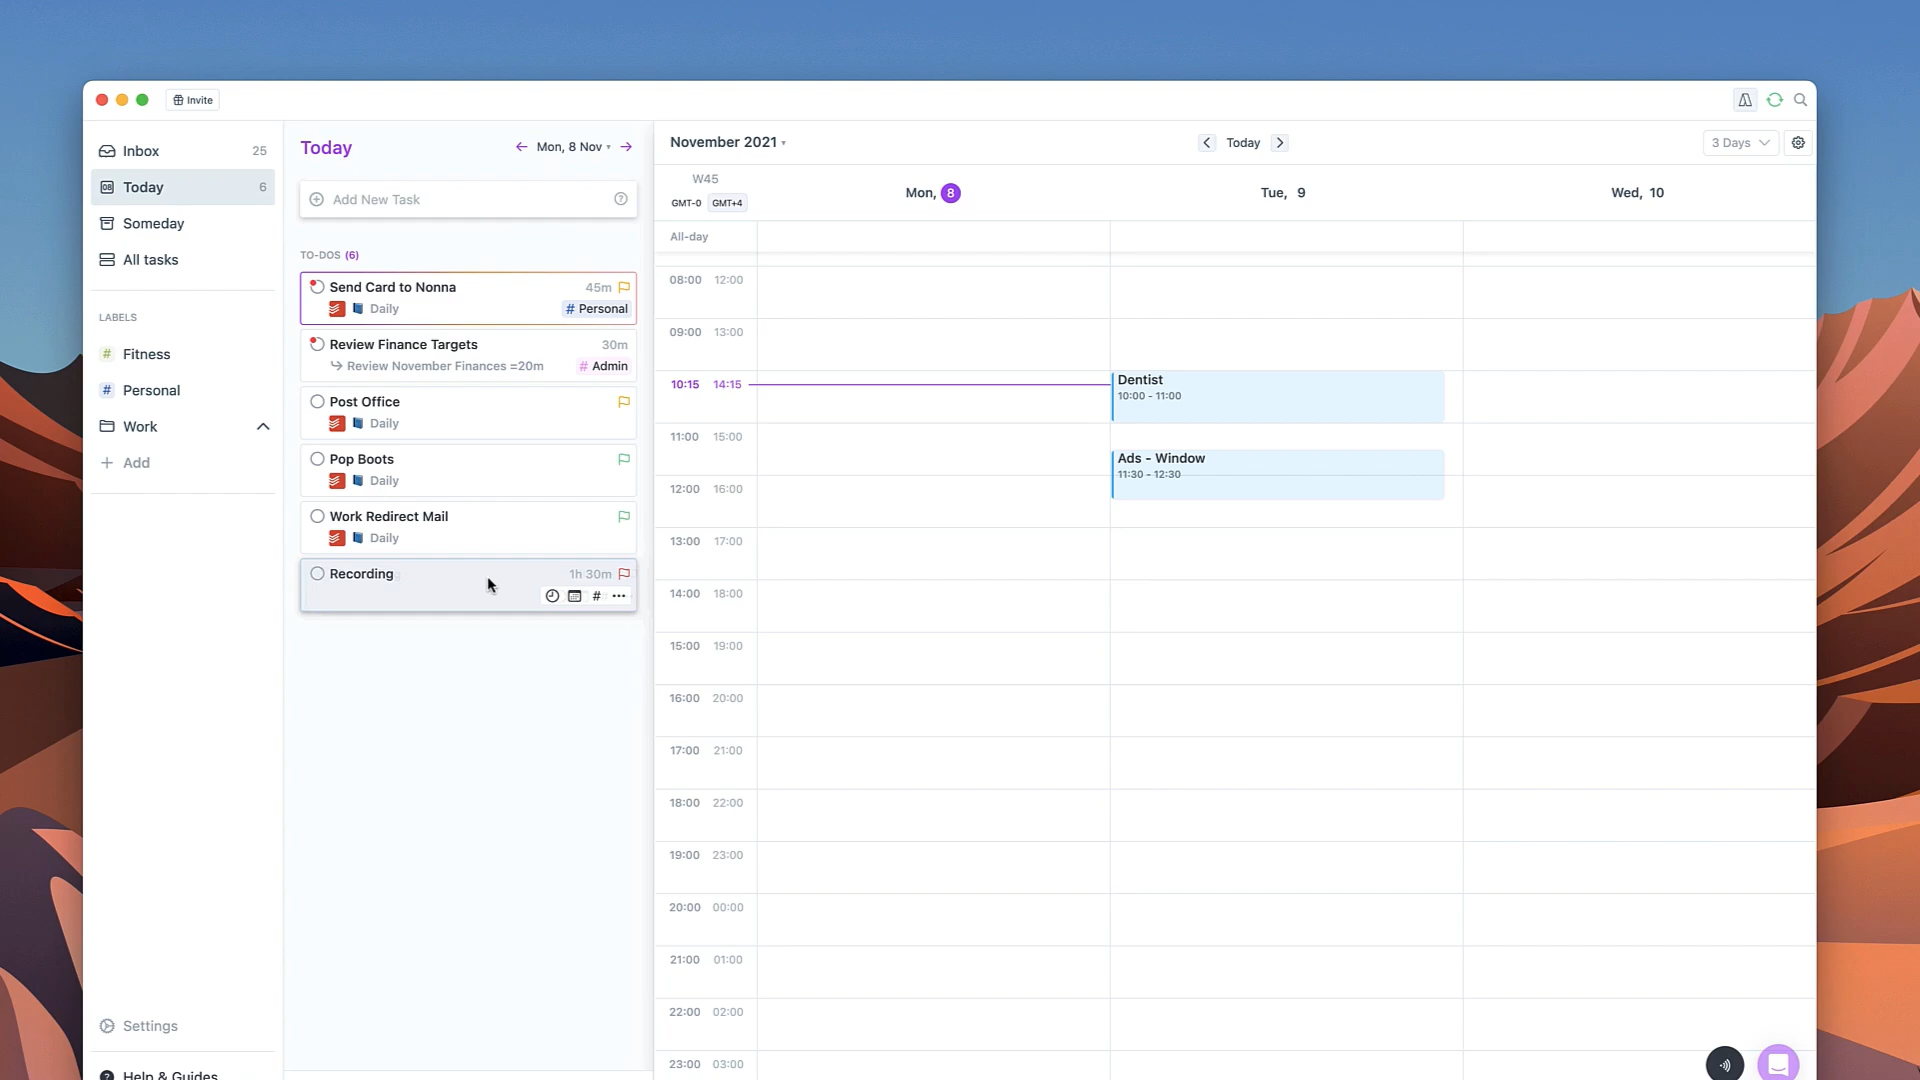 Invite
Inbox 25
08 Today 6
Someday
All tasks
LABELS
# Fitness
# Personal
Work
+ Add
Settings
? Help & Guides
Today
← Mon, 8 Nov →
Add New Task ?
TO-DOS (6)
Send Card to Nonna 45m
Daily # Personal
Review Finance Targets 30m
Review November Finances =20m # Admin
Post Office
Daily
Pop Boots
Daily
Work Redirect Mail
Daily
Recording 1h 30m
# •••
November 2021
< Today >
3 Days
W45
GMT-0 GMT+4
Mon, 8
Tue, 9
Wed, 10
All-day
08:00 12:00
09:00 13:00
10:15 14:15
Dentist
10:00 - 11:00
11:00 15:00
Ads - Window
11:30 - 12:30
12:00 16:00
13:00 17:00
14:00 18:00
15:00 19:00
16:00 20:00
17:00 21:00
18:00 22:00
19:00 23:00
20:00 00:00
21:00 01:00
22:00 02:00
23:00 03:00